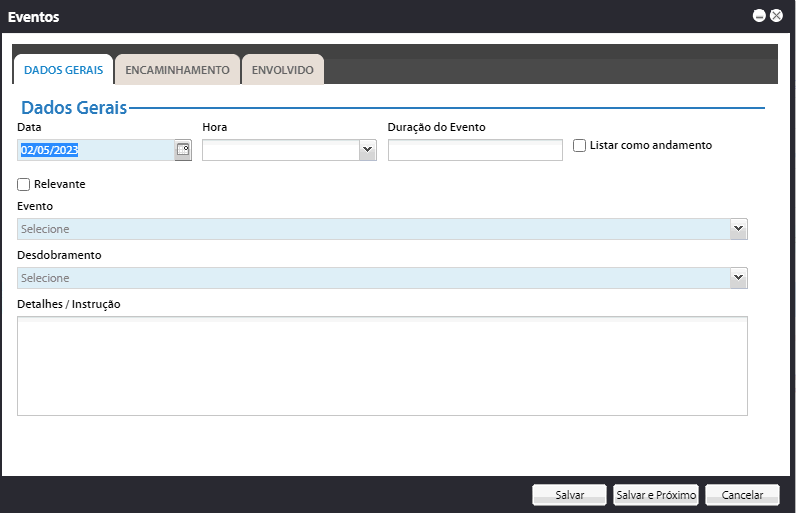 Eventos
DADOS GERAIS ENCAMINHAMENTO ENVOLVIDO
Dados Gerais
Data Hora Duração do Evento
02/05/2023 Listar como andamento
Relevante
Evento
Selecione
Desdobramento
Selecione
Detalhes / Instrução
Salvar Salvar e Próximo Cancelar